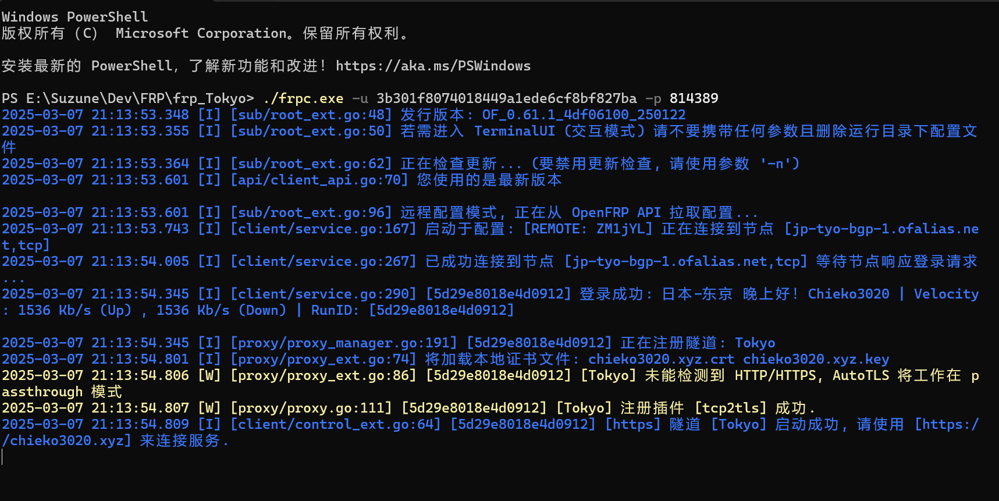 Windows PowerShell
版权所有（C） Microsoft Corporation。保留所有权利。
安装最新的 PowerShell，了解新功能和改进！https://aka.ms/PSWindows
PS E:\Suzune\Dev\FRP\frp_Tokyo> ./frpc.exe -u 3b301f8074018449a1ede6cf8bf827ba -p 814389
2025-03-07 21:13:53.348 [I] [sub/root_ext.go:48] 发行版本: OF_0.61.1_4df06100_250122
2025-03-07 21:13:53.355 [I] [sub/root_ext.go:50] 若需进入 TerminalUI (交互模式) 请不要携带任何参数且删除运行目录下配置文
件
2025-03-07 21:13:53.364 [I] [sub/root_ext.go:62] 正在检查更新... (要禁用更新检查, 请使用参数 '-n')
2025-03-07 21:13:53.601 [I] [api/client_api.go:70] 您使用的是最新版本
2025-03-07 21:13:53.601 [I] [sub/root_ext.go:96] 远程配置模式, 正在从 OpenFRP API 拉取配置...
2025-03-07 21:13:53.743 [I] [client/service.go:167] 启动于配置: [REMOTE: ZM1jYL] 正在连接到节点 [jp-tyo-bgp-1.ofalias.ne
t,tcp]
2025-03-07 21:13:54.005 [I] [client/service.go:267] 已成功连接到节点 [jp-tyo-bgp-1.ofalias.net,tcp] 等待节点响应登录请求
...
2025-03-07 21:13:54.345 [I] [client/service.go:290] [5d29e8018e4d0912] 登录成功: 日本-东京 晚上好! Chieko3020 | Velocity
: 1536 Kb/s (Up) , 1536 Kb/s (Down) | RunID: [5d29e8018e4d0912]
2025-03-07 21:13:54.345 [I] [proxy/proxy_manager.go:191] [5d29e8018e4d0912] 正在注册隧道: Tokyo
2025-03-07 21:13:54.801 [I] [proxy/proxy_ext.go:74] 将加载本地证书文件: chieko3020.xyz.crt chieko3020.xyz.key
2025-03-07 21:13:54.806 [W] [proxy/proxy_ext.go:86] [5d29e8018e4d0912] [Tokyo] 未能检测到 HTTP/HTTPS, AutoTLS 将工作在 p
assthrough 模式
2025-03-07 21:13:54.807 [W] [proxy/proxy.go:111] [5d29e8018e4d0912] [Tokyo] 注册插件 [tcp2tls] 成功.
2025-03-07 21:13:54.809 [I] [client/control_ext.go:64] [5d29e8018e4d0912] [https] 隧道 [Tokyo] 启动成功, 请使用 [https:/
/chieko3020.xyz] 来连接服务.